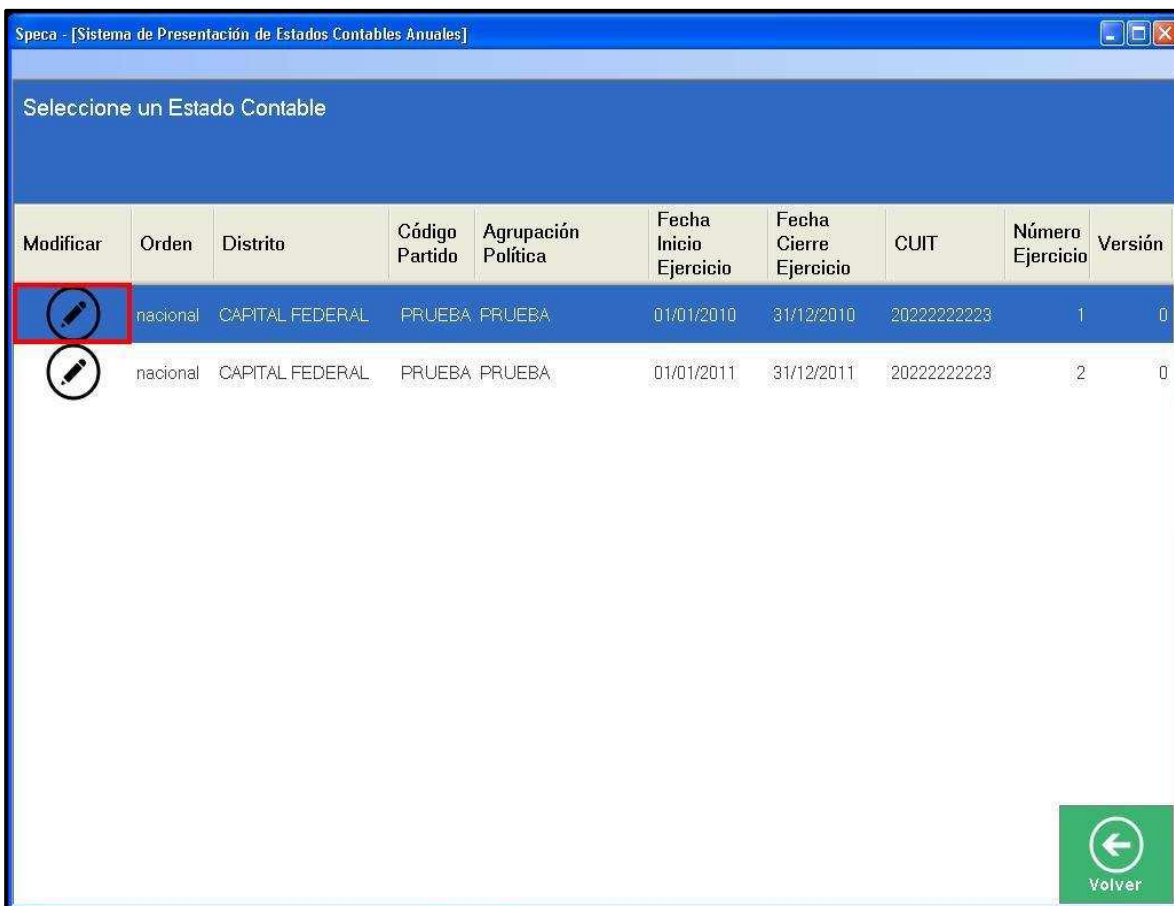 Speca - [Sistema de Presentación de Estados Contables Anuales]
Seleccione un Estado Contable
Modificar Orden Distrito Código Partido Agrupación Política Fecha Inicio Ejercicio Fecha Cierre Ejercicio CUIT Número Ejercicio Versión
nacional CAPITAL FEDERAL PRUEBA PRUEBA 01/01/2010 31/12/2010 20222222223 1 0
nacional CAPITAL FEDERAL PRUEBA PRUEBA 01/01/2011 31/12/2011 20222222223 2 0
Volver